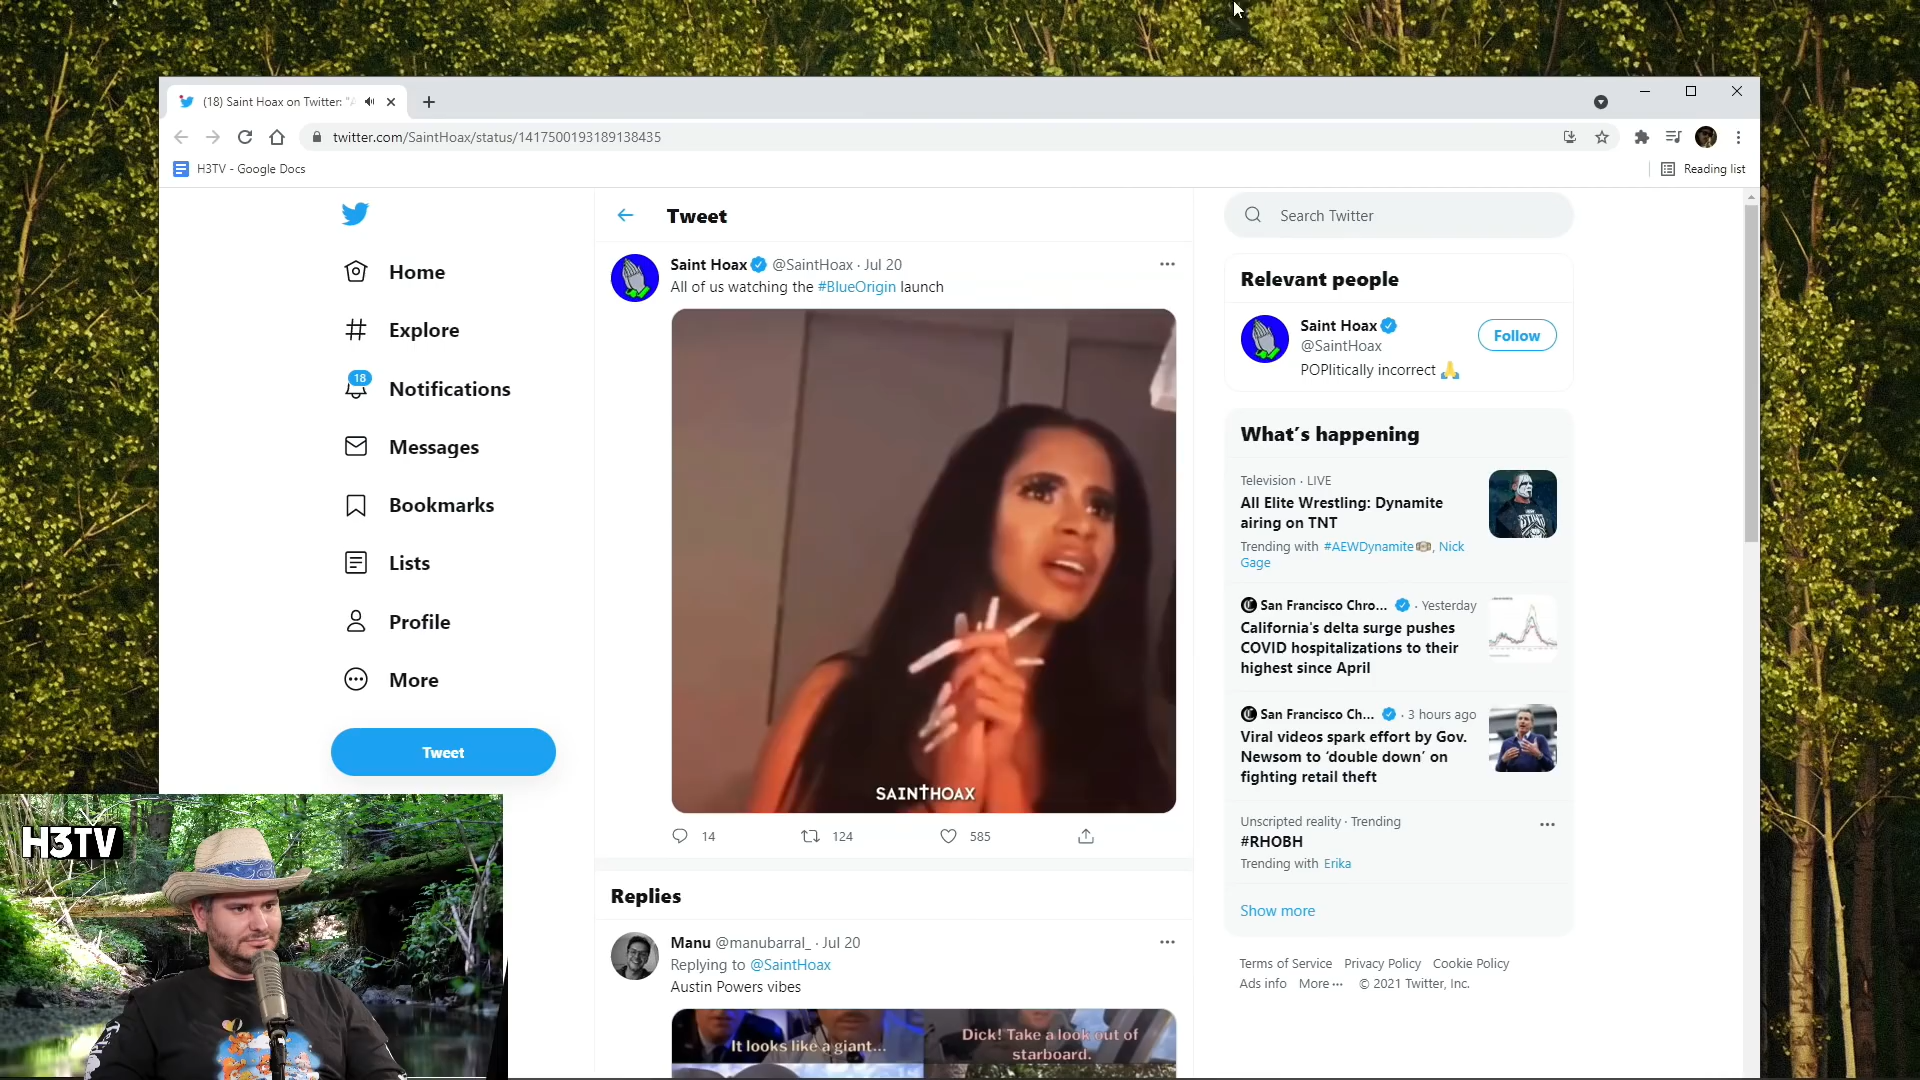 (18) Saint Hoax on Twitter: "A
twitter.com/SaintHoax/status/1417500193189138435
H3TV - Google Docs
Reading list
Home
Explore
18
Notifications
Messages
Bookmarks
Lists
Profile
More
Tweet
H3TV
Tweet
Saint Hoax @SaintHoax · Jul 20
All of us watching the #BlueOrigin launch
SAINTHOAX
14 124 585
Replies
Manu @manubarral_ · Jul 20
Replying to @SaintHoax
Austin Powers vibes
It looks like a giant...
Dick! Take a look out of
starboard.
Search Twitter
Relevant people
Saint Hoax
@SaintHoax
Follow
POPlitically incorrect 🙏
What's happening
Television · LIVE
All Elite Wrestling: Dynamite
airing on TNT
Trending with #AEWDynamite, Nick
Gage
San Francisco Chro... · Yesterday
California's delta surge pushes
COVID hospitalizations to their
highest since April
San Francisco Ch... · 3 hours ago
Viral videos spark effort by Gov.
Newsom to 'double down' on
fighting retail theft
Unscripted reality · Trending
#RHOBH
Trending with Erika
Show more
Terms of Service Privacy Policy Cookie Policy
Ads info More ··· © 2021 Twitter, Inc.